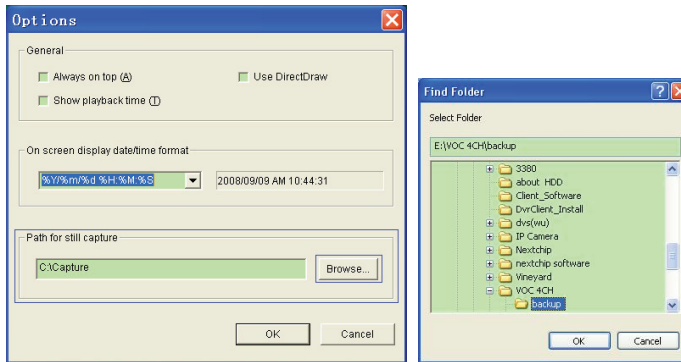 Options
General
Always on top (A)
Use DirectDraw
Show playback time (T)
On screen display date/time format
%Y/%m/%d %H:%M:%S
2008/09/09 AM 10:44:31
Path for still capture
C:\Capture
Browse...
OK
Cancel
Find Folder
Select Folder
E:\VOC 4CH\backup
3380
about HDD
Client_Software
DvrClient_Install
dvs(wu)
IP Camera
Nextchip
nextchip software
Vineyard
VOC 4CH
backup
OK
Cancel